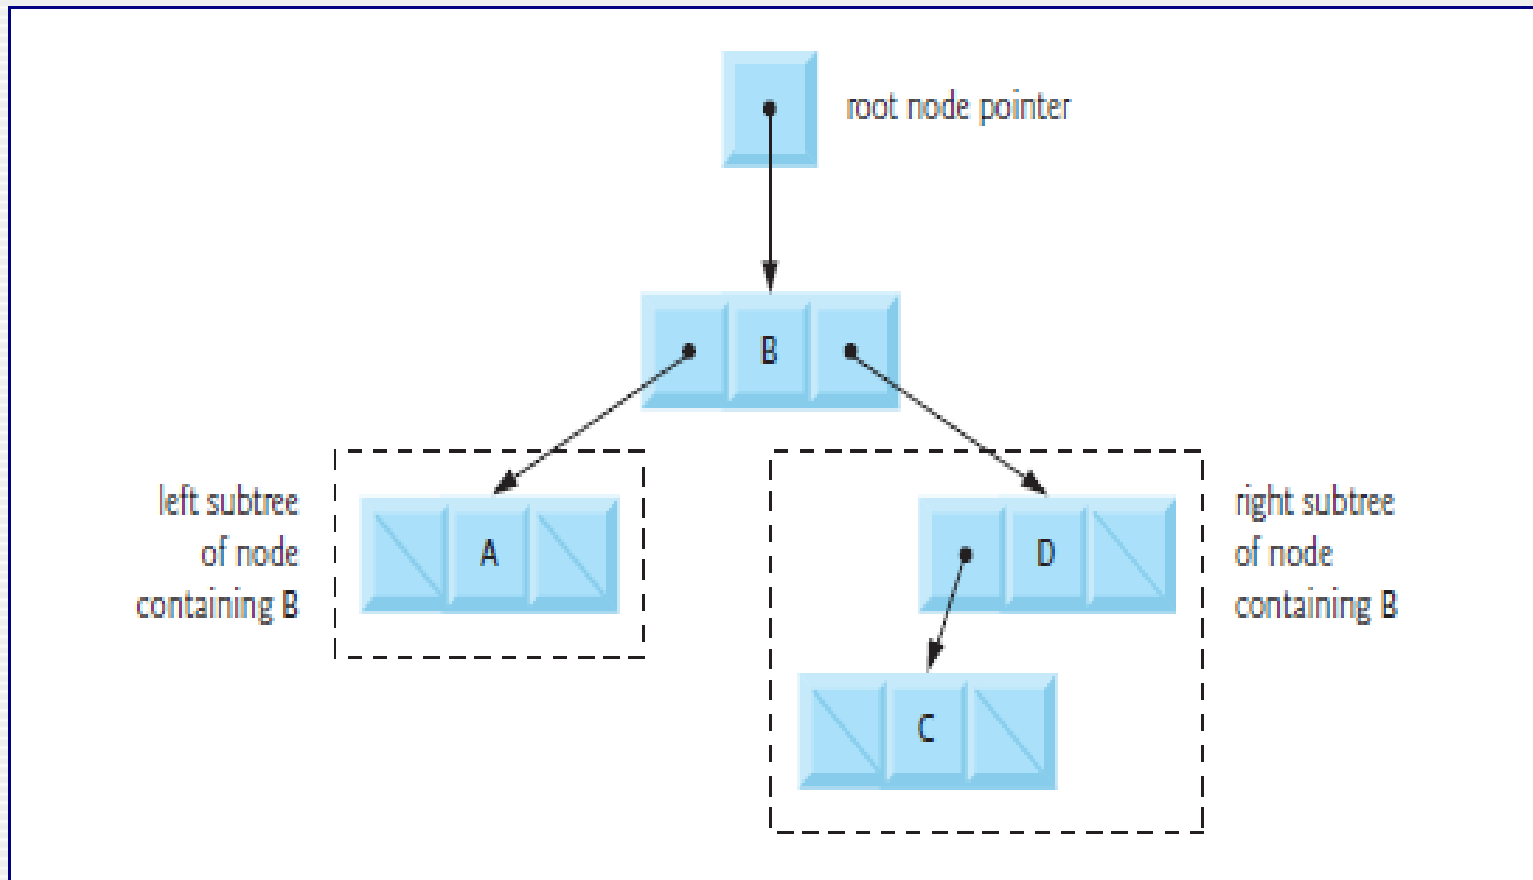 root node pointer
B
left subtree
of node
containing B
A
D
right subtree
of node
containing B
C